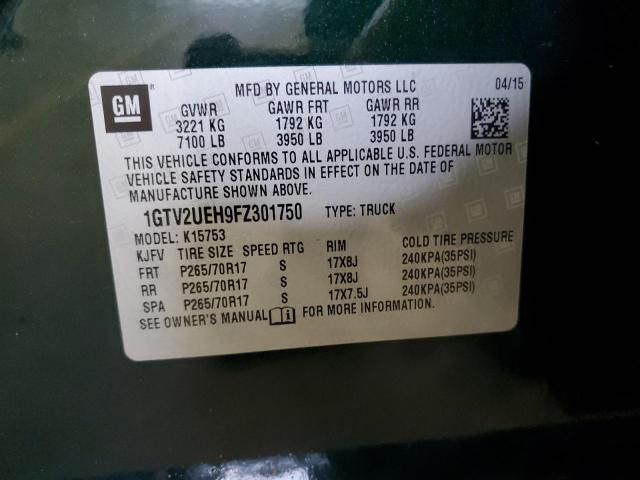 MFD BY GENERAL MOTORS LLC 04/15
GM
GVWR GAWR FRT GAWR RR
3221 KG 1792 KG 1792 KG
7100 LB 3950 LB 3950 LB
THIS VEHICLE CONFORMS TO ALL APPLICABLE U.S. FEDERAL MOTOR
VEHICLE SAFETY STANDARDS IN EFFECT ON THE DATE OF
MANUFACTURE SHOWN ABOVE.
1GTV2UEH9FZ301750 TYPE: TRUCK
MODEL: K15753
KJFV TIRE SIZE SPEED RTG RIM COLD TIRE PRESSURE
FRT P265/70R17 S 17X8J 240KPA(35PSI)
RR P265/70R17 S 17X8J 240KPA(35PSI)
SPA P265/70R17 S 17X7.5J 240KPA(35PSI)
SEE OWNER'S MANUAL FOR MORE INFORMATION.